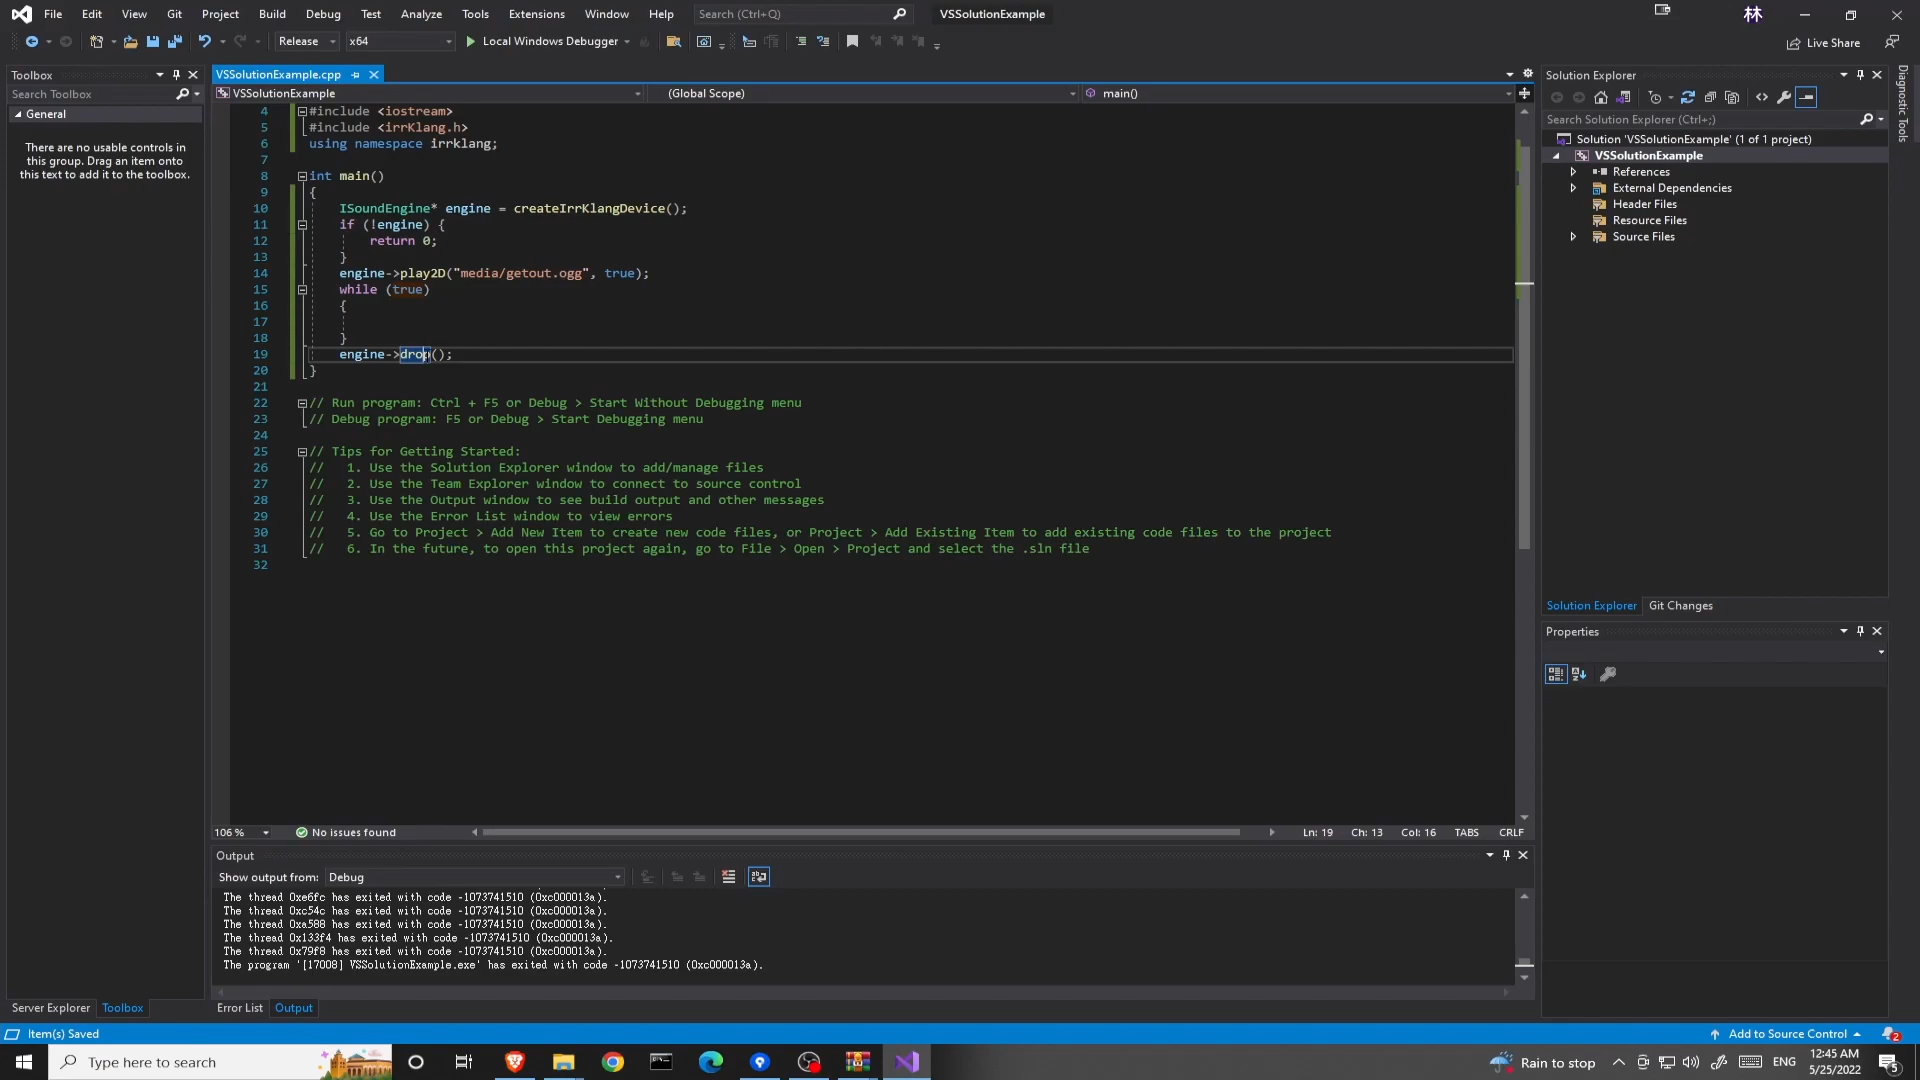 File Edit View Git Project Build Debug Test Analyze Tools Extensions Window Help Search (Ctrl+Q) VSSolutionExample 林
Release x64 Local Windows Debugger Live Share
Toolbox
Search Toolbox
General
There are no usable controls in
this group. Drag an item onto
this text to add it to the toolbox.
VSSolutionExample.cpp
VSSolutionExample (Global Scope) main()
4 #include <iostream>
5 #include <irrKlang.h>
6 using namespace irrklang;
7
8 int main()
9 {
10 ISoundEngine* engine = createIrrKlangDevice();
11 if (!engine) {
12 return 0;
13 }
14 engine->play2D("media/getout.ogg", true);
15 while (true)
16 {
17
18 }
19 engine->drop();
20 }
21
22 // Run program: Ctrl + F5 or Debug > Start Without Debugging menu
23 // Debug program: F5 or Debug > Start Debugging menu
24
25 // Tips for Getting Started:
26 // 1. Use the Solution Explorer window to add/manage files
27 // 2. Use the Team Explorer window to connect to source control
28 // 3. Use the Output window to see build output and other messages
29 // 4. Use the Error List window to view errors
30 // 5. Go to Project > Add New Item to create new code files, or Project > Add Existing Item to add existing code files to the project
31 // 6. In the future, to open this project again, go to File > Open > Project and select the .sln file
32
106 % No issues found Ln: 19 Ch: 13 Col: 16 TABS CRLF
Output
Show output from: Debug
The thread 0xe6fc has exited with code -1073741510 (0xc000013a).
The thread 0xc54c has exited with code -1073741510 (0xc000013a).
The thread 0xa588 has exited with code -1073741510 (0xc000013a).
The thread 0x133f4 has exited with code -1073741510 (0xc000013a).
The thread 0x79f8 has exited with code -1073741510 (0xc000013a).
The program '[17008] VSSolutionExample.exe' has exited with code -1073741510 (0xc000013a).
Server Explorer Toolbox Error List Output
Solution Explorer
Search Solution Explorer (Ctrl+;)
Solution 'VSSolutionExample' (1 of 1 project)
VSSolutionExample
References
External Dependencies
Header Files
Resource Files
Source Files
Solution Explorer Git Changes
Properties
Diagnostic Tools
Item(s) Saved Add to Source Control 2
Type here to search Rain to stop ENG 12:45 AM
5/25/2022 5